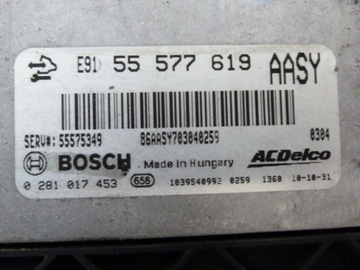 E91 55 577 619 AASY
SERV#: 55575349 86AASY703040259 0304
BOSCH Made in Hungary ACDelco
0 281 017 453 656 1039S40992 0259 1360 10-10-31